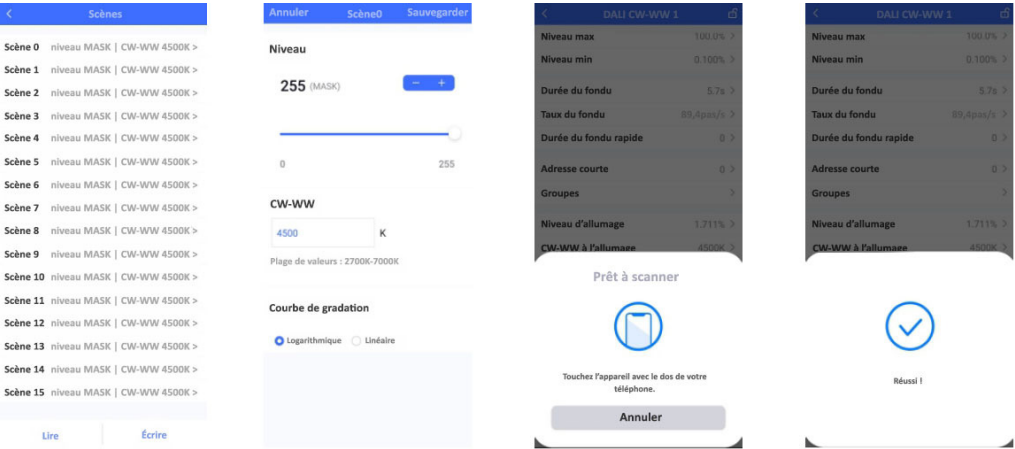 Scènes
Scène 0 niveau MASK | CW-WW 4500K >
Scène 1 niveau MASK | CW-WW 4500K >
Scène 2 niveau MASK | CW-WW 4500K >
Scène 3 niveau MASK | CW-WW 4500K >
Scène 4 niveau MASK | CW-WW 4500K >
Scène 5 niveau MASK | CW-WW 4500K >
Scène 6 niveau MASK | CW-WW 4500K >
Scène 7 niveau MASK | CW-WW 4500K >
Scène 8 niveau MASK | CW-WW 4500K >
Scène 9 niveau MASK | CW-WW 4500K >
Scène 10 niveau MASK | CW-WW 4500K >
Scène 11 niveau MASK | CW-WW 4500K >
Scène 12 niveau MASK | CW-WW 4500K >
Scène 13 niveau MASK | CW-WW 4500K >
Scène 14 niveau MASK | CW-WW 4500K >
Scène 15 niveau MASK | CW-WW 4500K >
Lire Écrire
Annuler Scène0 Sauvegarder
Niveau
255 (MASK) - +
0 255
CW-WW
4500 K
Plage de valeurs : 2700K-7000K
Courbe de gradation
Logarithmique Linéaire
DALI CW-WW 1
Niveau max 100.0% >
Niveau min 0.100% >
Durée du fondu 5.7s >
Taux du fondu 89,4pas/s >
Durée du fondu rapide 0 >
Adresse courte 0 >
Groupes >
Niveau d'allumage 1.711% >
CW-WW à l'allumage 4500K >
Prêt à scanner
Touchez l'appareil avec le dos de votre
téléphone.
Annuler
DALI CW-WW 1
Niveau max 100.0% >
Niveau min 0.100% >
Durée du fondu 5.7s >
Taux du fondu 89,4pas/s >
Durée du fondu rapide 0 >
Adresse courte 0 >
Groupes >
Niveau d'allumage 1.711% >
CW-WW à l'allumage 4500K >
Réussi !